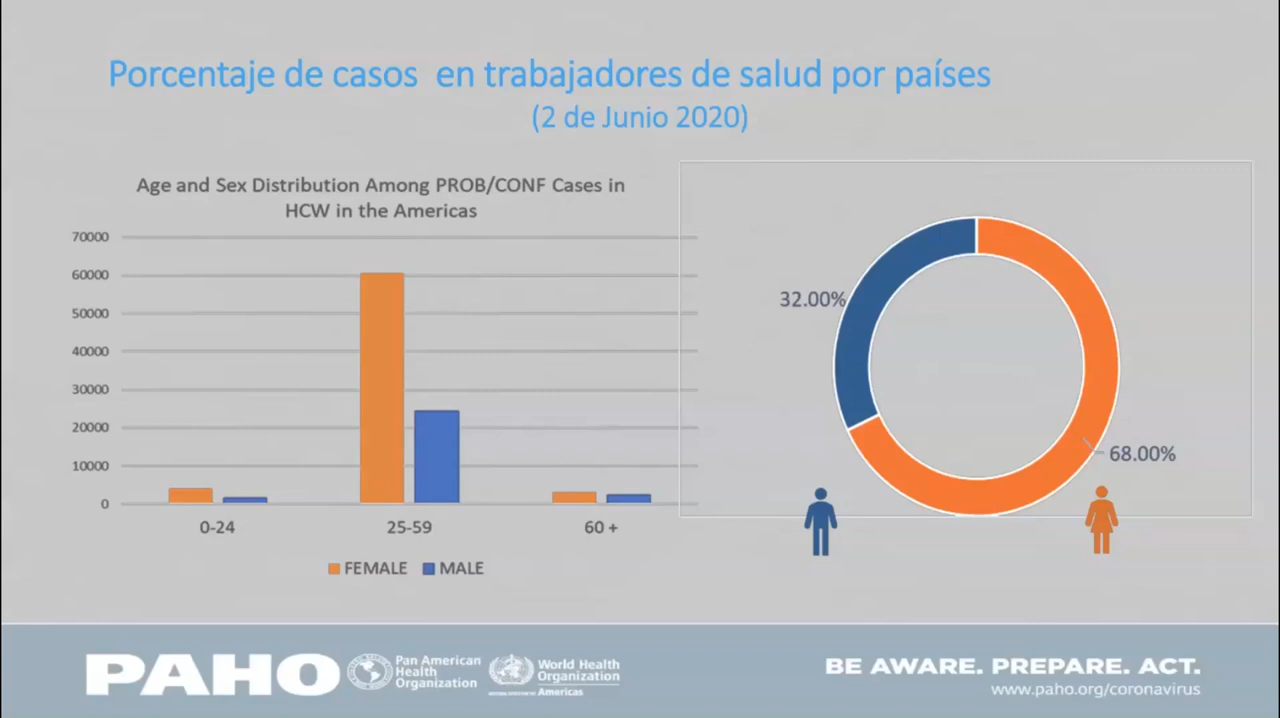 Porcentaje de casos en trabajadores de salud por países
(2 de Junio 2020)
Age and Sex Distribution Among PROB/CONF Cases in
HCW in the Americas
70000
60000
50000
40000
30000
20000
10000
0
0-24
25-59
60 +
FEMALE
MALE
32.00%
68.00%
PAHO
Pan American
Health
Organization
World Health
Organization
Americas
BE AWARE. PREPARE. ACT.
www.paho.org/coronavirus